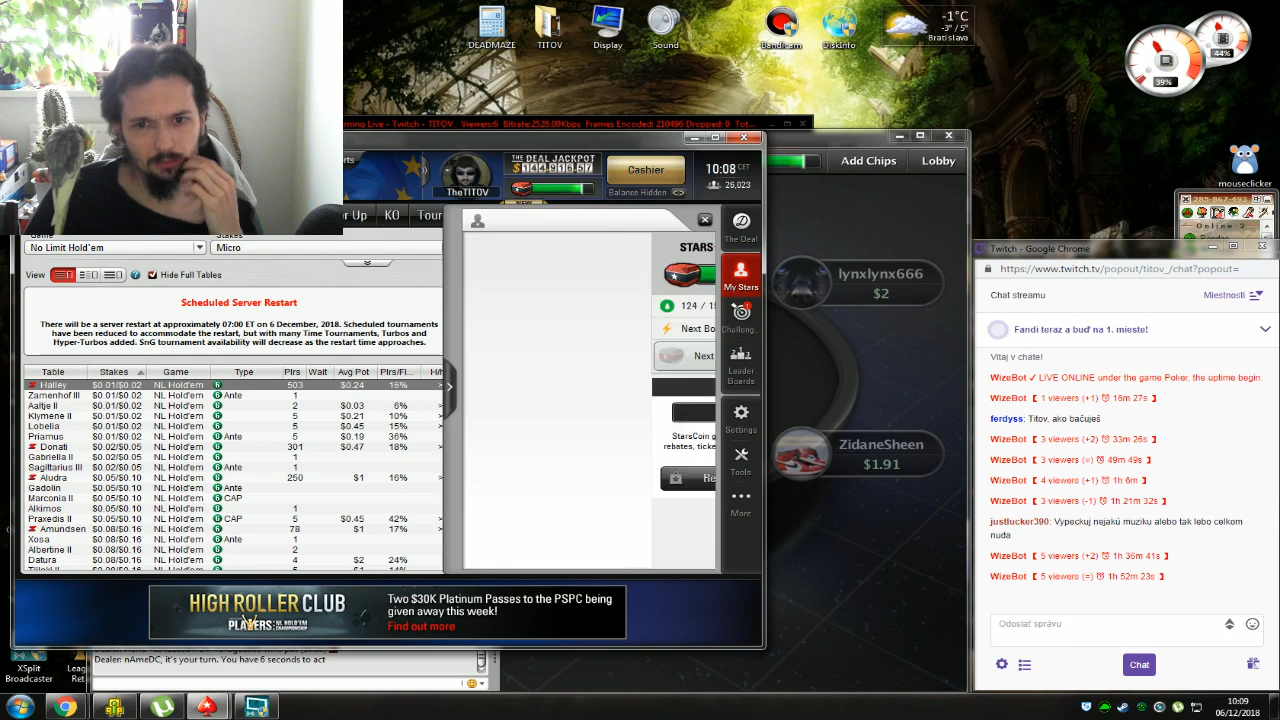 DEADMAZE
TITOV
Display
Sound
Bandicam
DiskInfo
-1°C
-3° / 5°
Bratislava
39%
44%
mouseclicker
ning Live - Twitch - TITOV Viewers:6 Bitrate:2528.00Kbps Frames Encoded: 210496 Dropped: 0 Tot...
TheTITOV
THE DEAL JACKPOT
$144,916.57
Cashier
Balance Hidden
10:08 CET
26,023
NEW
Add Chips
Lobby
er Up
KO
Tour
No Limit Hold'em
Stakes
Micro
View
Hide Full Tables
Scheduled Server Restart
There will be a server restart at approximately 07:00 ET on 6 December, 2018. Scheduled tournaments
have been reduced to accommodate the restart, but with many Time Tournaments, Turbos and
Hyper-Turbos added. SnG tournament availability will decrease as the restart time approaches.
Table Stakes Game Type Plrs Wait Avg Pot Plrs/Fl... H/h
Halley $0.01/$0.02 NL Hold'em 6 503 $0.24 16%
Zamenhof III $0.01/$0.02 NL Hold'em 6 Ante 1
Aaltje II $0.01/$0.02 NL Hold'em 6 2 $0.03 6%
Klymene II $0.01/$0.02 NL Hold'em 6 5 $0.21 10%
Lobelia $0.01/$0.02 NL Hold'em 6 5 $0.45 15%
Priamus $0.01/$0.02 NL Hold'em 6 Ante 5 $0.19 36%
Donati $0.02/$0.05 NL Hold'em 6 301 $0.47 18%
Gabriella II $0.02/$0.05 NL Hold'em 6 1
Sagittarius III $0.02/$0.05 NL Hold'em 6 Ante 1
Aludra $0.05/$0.10 NL Hold'em 6 250 $1 16%
Gadolin $0.05/$0.10 NL Hold'em 6 Ante
Marconia II $0.05/$0.10 NL Hold'em 6 CAP
Alkimos $0.05/$0.10 NL Hold'em 6 1
Praxedis II $0.05/$0.10 NL Hold'em 6 CAP 5 $0.45 42%
Amundsen $0.08/$0.16 NL Hold'em 6 78 $1 17%
Xosa $0.08/$0.16 NL Hold'em 6 Ante 1
Albertine II $0.08/$0.16 NL Hold'em 6 2
Datura $0.08/$0.16 NL Hold'em 6 4 $2 24%
STARS
124 / 1
Next Bo
Next
StarsCoin g
rebates, ticke
Re
The Deal
My Stars
Challeng...
Leader
Boards
Settings
Tools
More
lynxlynx666
$2
ZidaneSheen
$1.91
HIGH ROLLER CLUB
PLAYERS NL HOLD'EM
CHAMPIONSHIP
Two $30K Platinum Passes to the PSPC being
given away this week!
Find out more
Dealer: nAMeDC, it's your turn. You have 6 seconds to act
XSplit
Broadcaster
Leag
Ret
285-867-493
Online-2
Twitch - Google Chrome
https://www.twitch.tv/popout/titov_/chat?popout=
Chat streamu
Miestnosti
Fandi teraz a buď na 1. mieste!
Vitaj v chate!
WizeBot ✓ LIVE ONLINE under the game Poker, the uptime begin.
WizeBot 【 1 viewers (+1) ⏰ 16m 27s 】
ferdyss: Titov, ako bačuješ
WizeBot 【 3 viewers (+2) ⏰ 33m 26s 】
WizeBot 【 3 viewers (=) ⏰ 49m 49s 】
WizeBot 【 4 viewers (+1) ⏰ 1h 6m 】
WizeBot 【 3 viewers (-1) ⏰ 1h 21m 32s 】
justlucker390: Vypeckuj nejakú muziku alebo tak lebo celkom
nuda
WizeBot 【 5 viewers (+2) ⏰ 1h 36m 41s 】
WizeBot 【 5 viewers (=) ⏰ 1h 52m 23s 】
Odoslať správu
Chat
10:09
06/12/2018